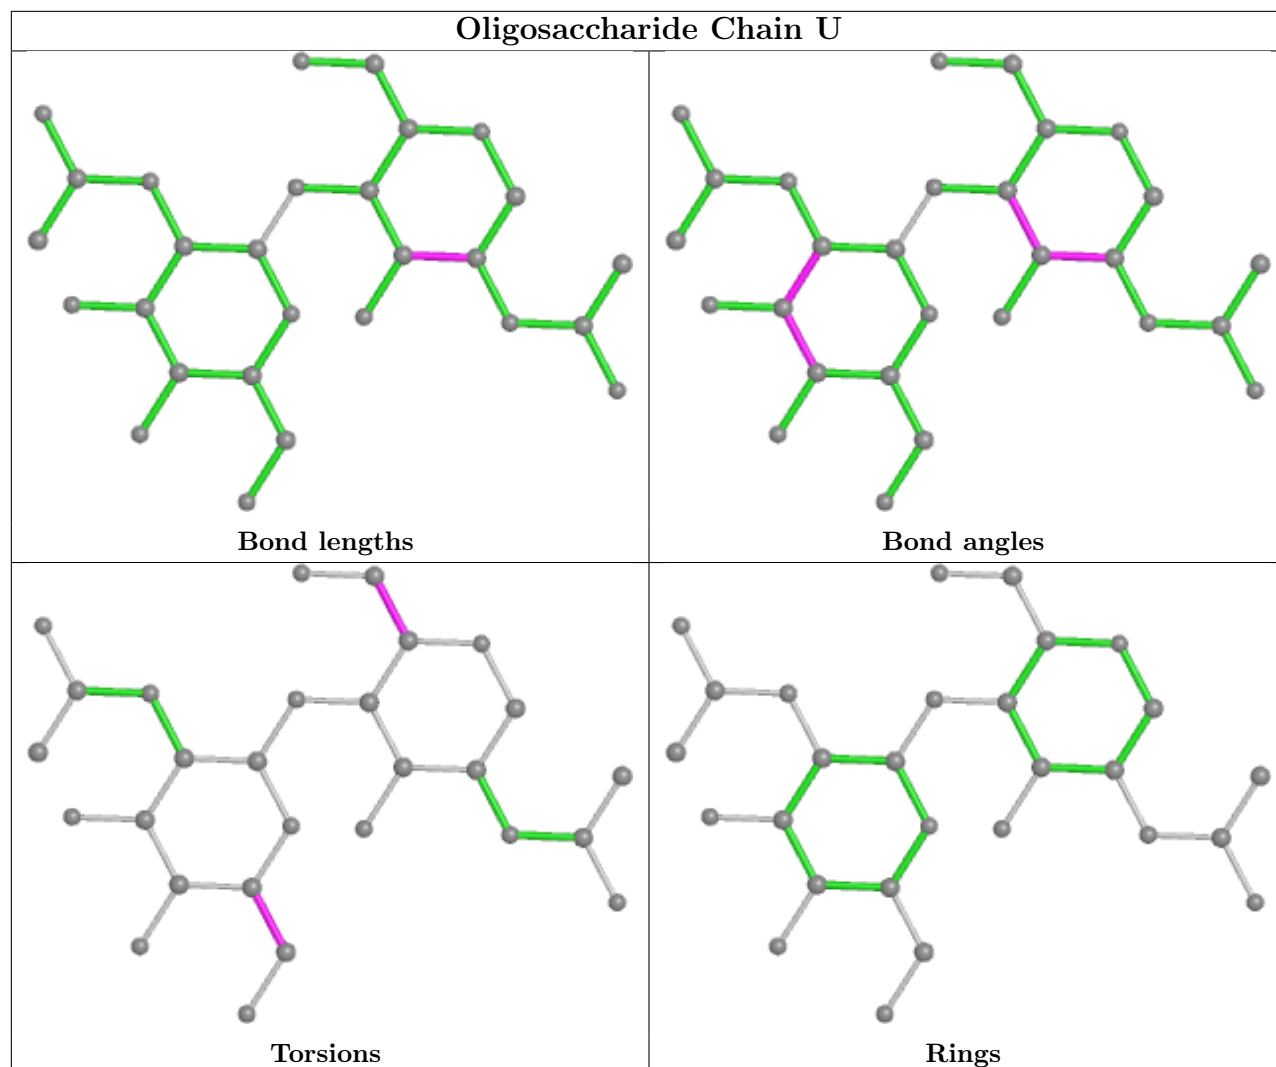 Oligosaccharide Chain U
Bond lengths
Bond angles
Torsions
Rings